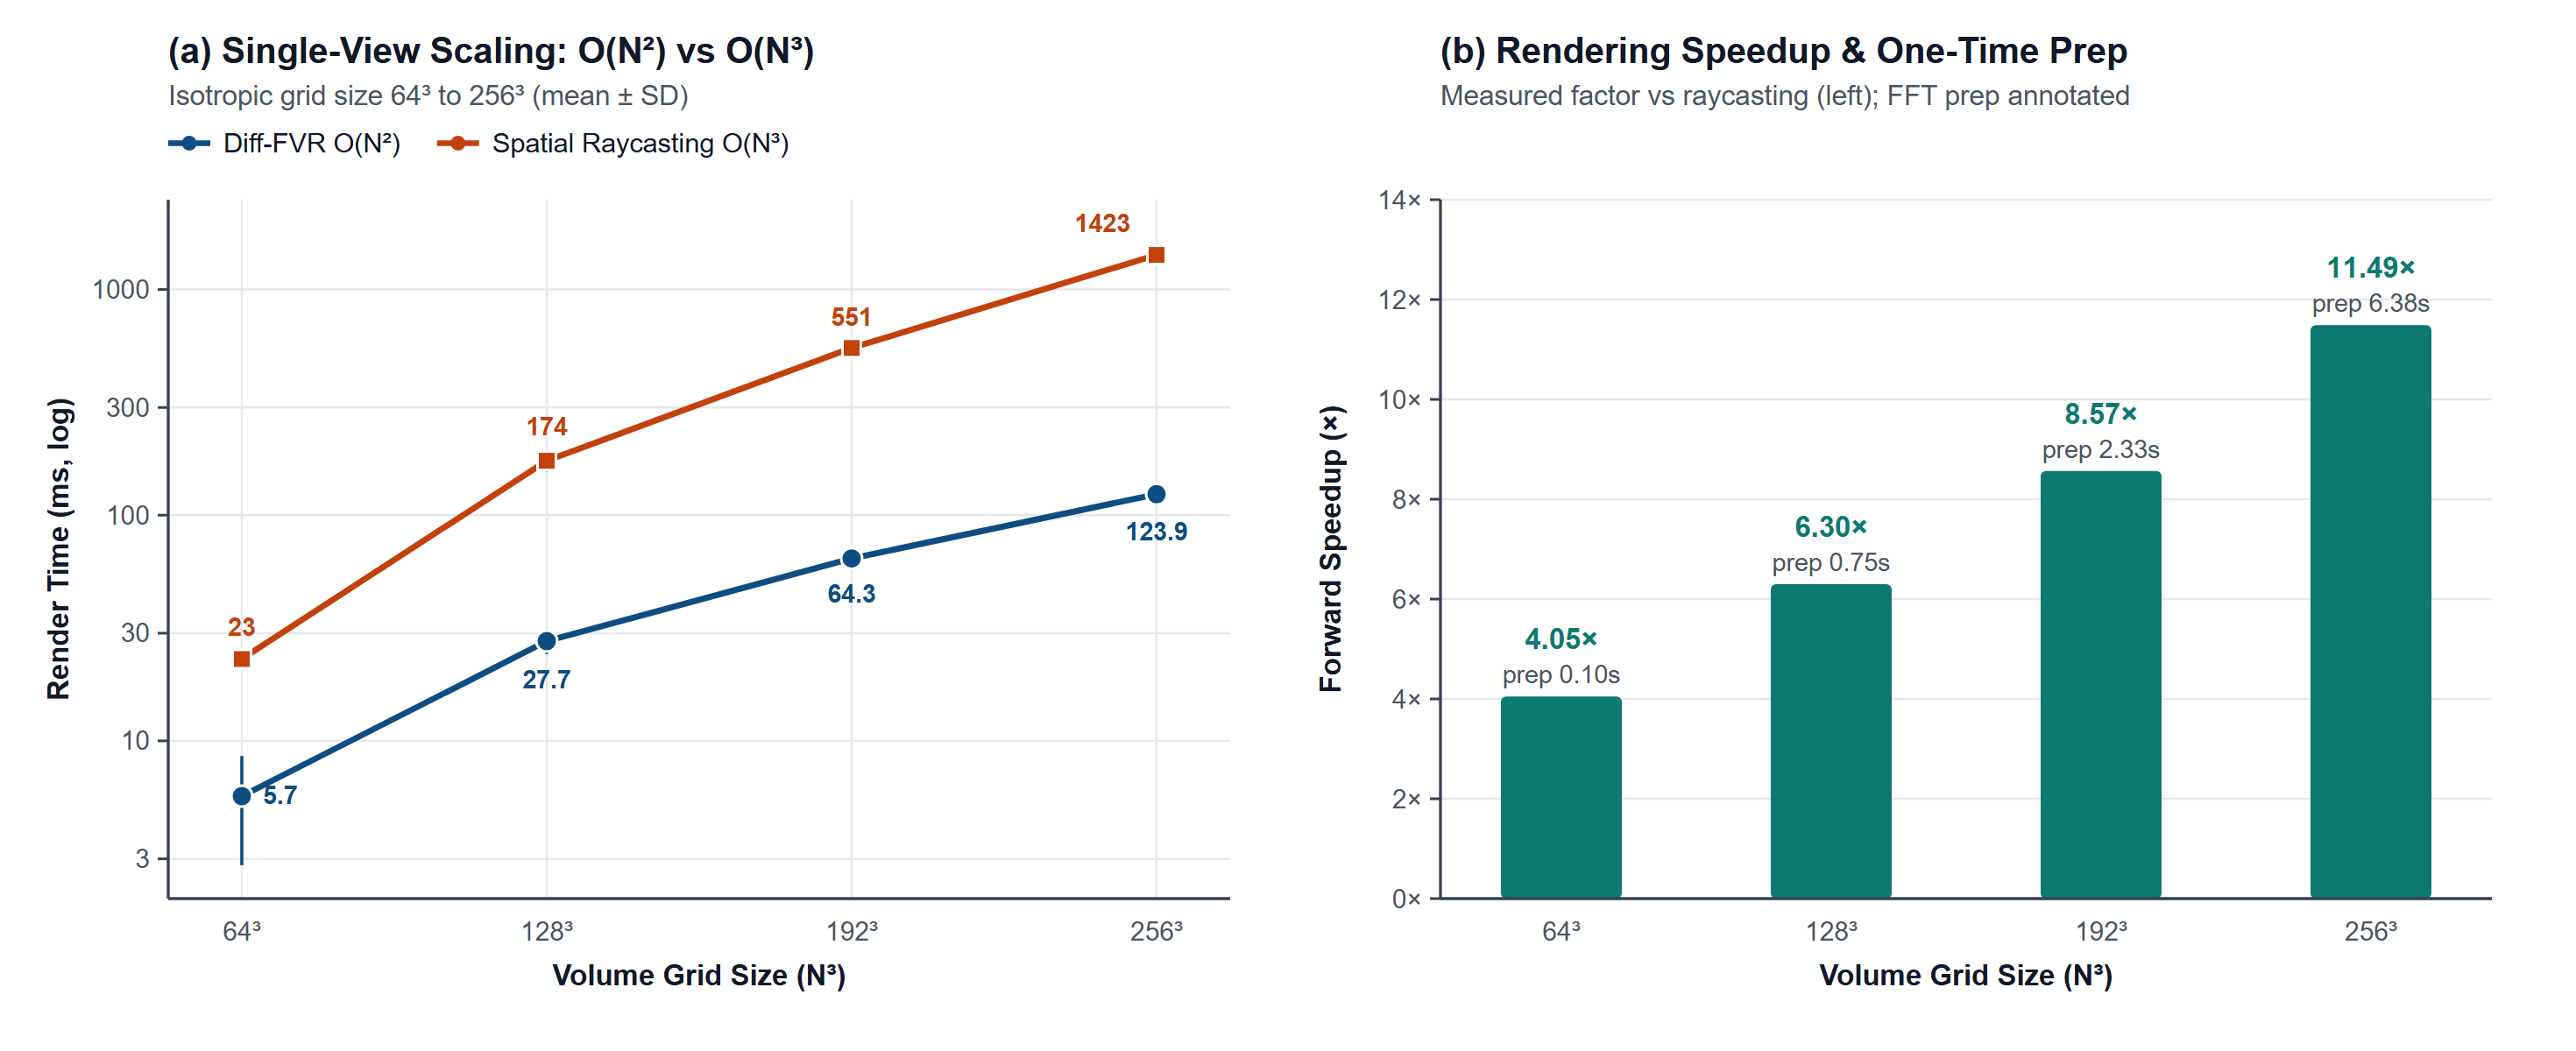 (a) Single-View Scaling: O(N²) vs O(N³)
Isotropic grid size 64³ to 256³ (mean ± SD)
Diff-FVR O(N²)
Spatial Raycasting O(N³)
Render Time (ms, log)
1000
300
100
30
10
3
1423
551
174
23
123.9
64.3
27.7
5.7
64³
128³
192³
256³
Volume Grid Size (N³)
(b) Rendering Speedup & One-Time Prep
Measured factor vs raycasting (left); FFT prep annotated
Forward Speedup (×)
14×
12×
10×
8×
6×
4×
2×
0×
4.05×
prep 0.10s
6.30×
prep 0.75s
8.57×
prep 2.33s
11.49×
prep 6.38s
64³
128³
192³
256³
Volume Grid Size (N³)